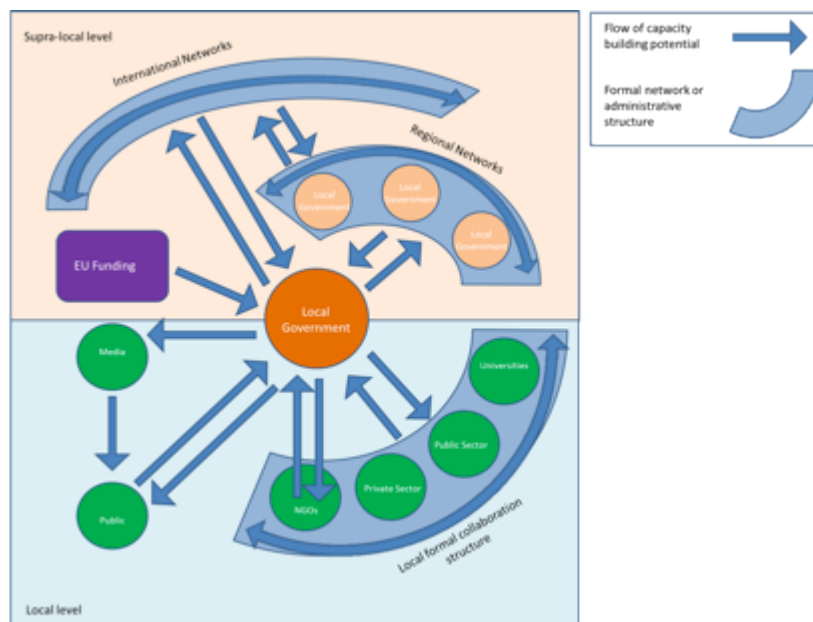 Supra-local level
International Networks
Regional Networks
Local
Government
Local
Government
Local
Government
EU Funding
Local
Government
Media
Universities
Public Sector
Private Sector
NGOs
Public
Local formal collaboration
structure
Local level
Flow of capacity
building potential
Formal network or
administrative
structure